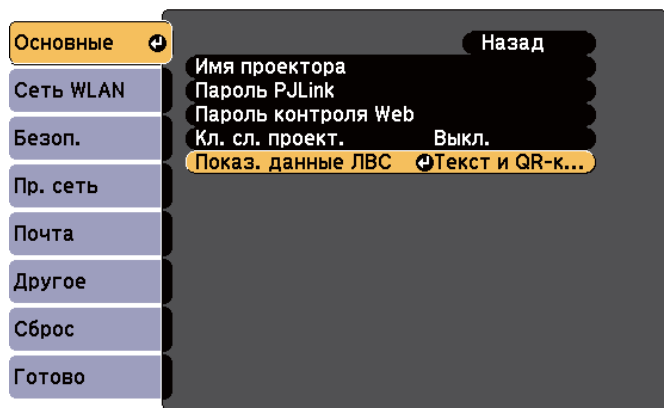 Основные
Сеть WLAN
Безоп.
Пр. сеть
Почта
Другое
Сброс
Готово
Назад
Имя проектора
Пароль PJLink
Пароль контроля Web
Кл. сл. проект. Выкл.
Показ. данные ЛВС Текст и QR-к...